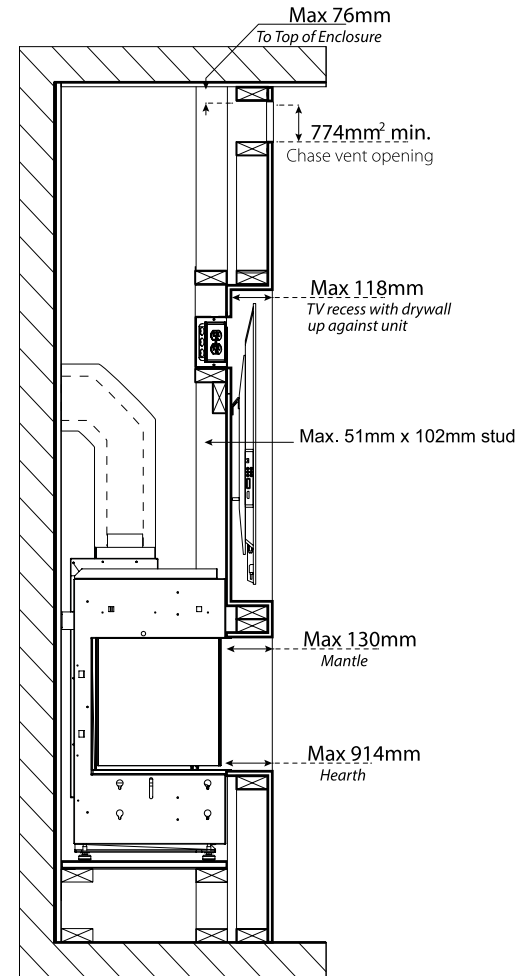 Max 76mm
To Top of Enclosure
774mm² min.
Chase vent opening
Max 118mm
TV recess with drywall
up against unit
Max. 51mm x 102mm stud
Max 130mm
Mantle
Max 914mm
Hearth